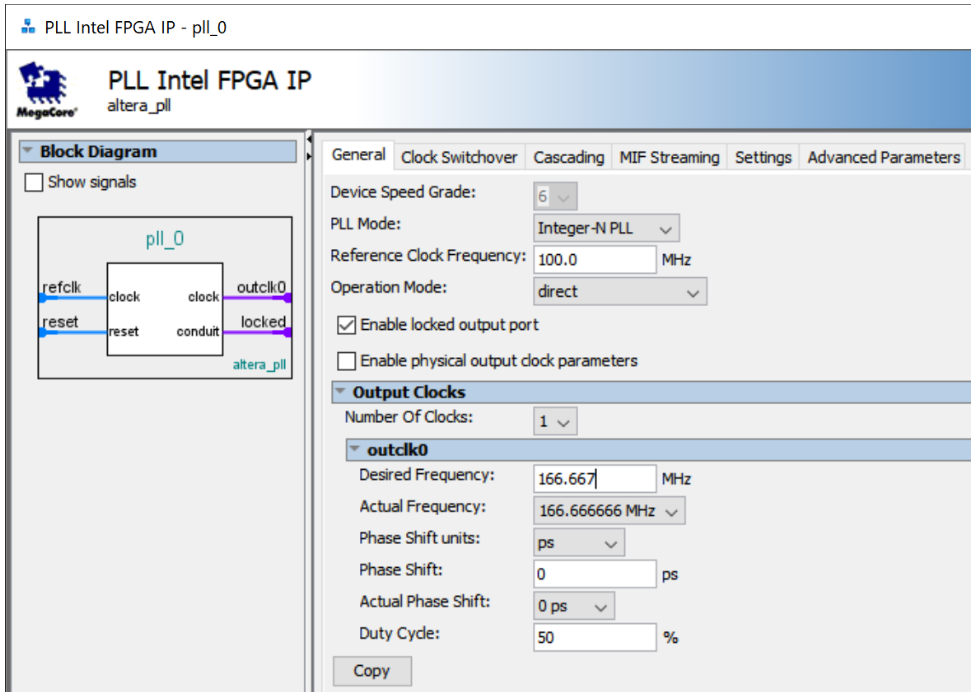 PLL Intel FPGA IP - pll_0
PLL Intel FPGA IP
altera_pll
MegaCore®
Block Diagram
Show signals
pll_0
refclk
clock
clock
outclk0
reset
reset
conduit
locked
altera_pll
General
Clock Switchover
Cascading
MIF Streaming
Settings
Advanced Parameters
Device Speed Grade:
6
PLL Mode:
Integer-N PLL
Reference Clock Frequency:
100.0
MHz
Operation Mode:
direct
Enable locked output port
Enable physical output clock parameters
Output Clocks
Number Of Clocks:
1
outclk0
Desired Frequency:
166.667
MHz
Actual Frequency:
166.666666 MHz
Phase Shift units:
ps
Phase Shift:
0
ps
Actual Phase Shift:
0 ps
Duty Cycle:
50
%
Copy